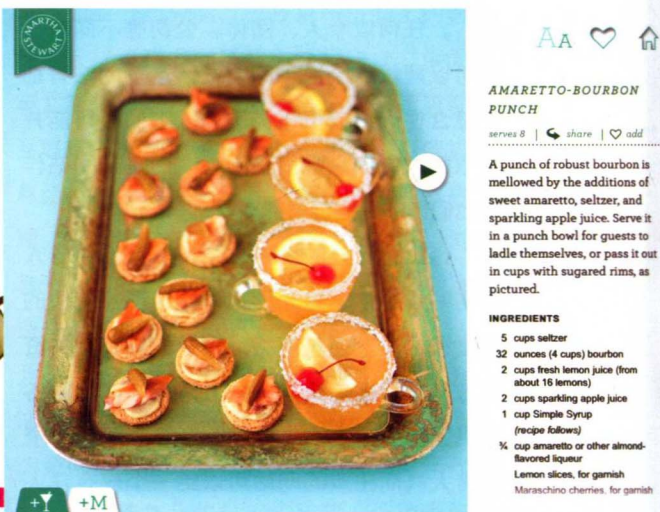 MARTHA
STEWART
AA
AMARETTO-BOURBON
PUNCH
serves 8 | share | add
A punch of robust bourbon is
mellowed by the additions of
sweet amaretto, seltzer, and
sparkling apple juice. Serve it
in a punch bowl for guests to
ladle themselves, or pass it out
in cups with sugared rims, as
pictured.
INGREDIENTS
5 cups seltzer
32 ounces (4 cups) bourbon
2 cups fresh lemon juice (from
about 16 lemons)
2 cups sparkling apple juice
1 cup Simple Syrup
(recipe follows)
¾ cup amaretto or other almond-
flavored liqueur
Lemon slices, for garnish
Maraschino cherries, for garnish
+M